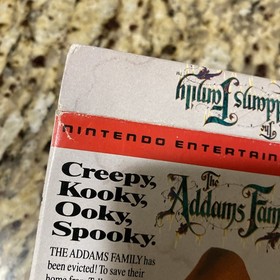 The
Addams Family
NINTENDO ENTERTAIN
Creepy,
Kooky,
Ooky,
Spooky.
The
Addams Fam
THE ADDAMS FAMILY has
been evicted! To save their